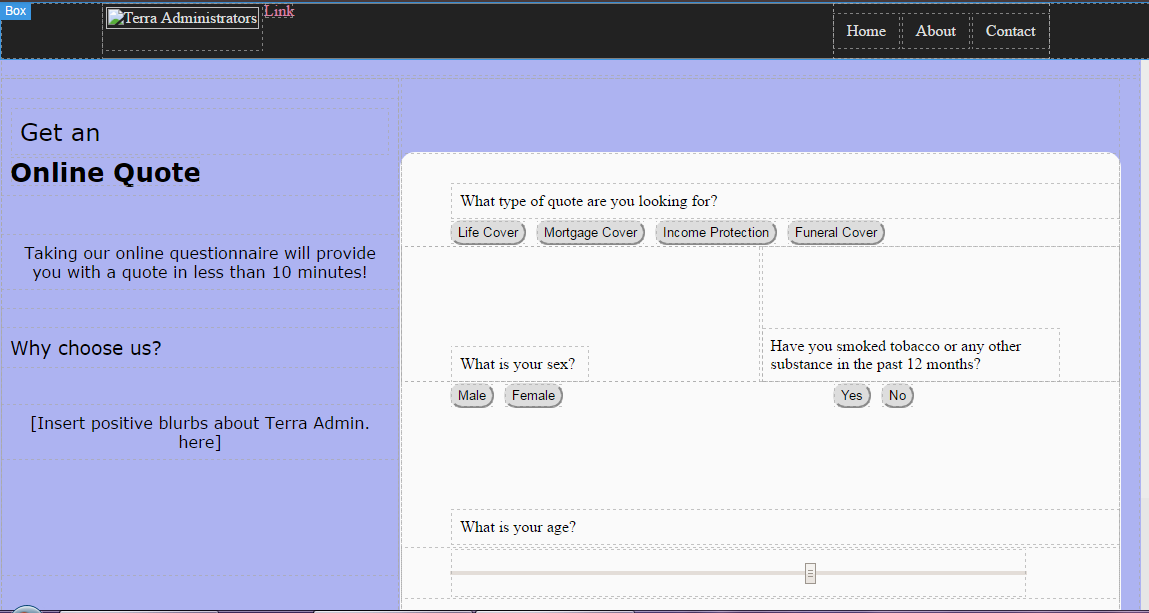 Box
Terra Administrators
Link
Home
About
Contact
Get an
Online Quote
Taking our online questionnaire will provide
you with a quote in less than 10 minutes!
Why choose us?
[Insert positive blurbs about Terra Admin.
here]
What type of quote are you looking for?
Life Cover
Mortgage Cover
Income Protection
Funeral Cover
What is your sex?
Male
Female
Have you smoked tobacco or any other
substance in the past 12 months?
Yes
No
What is your age?